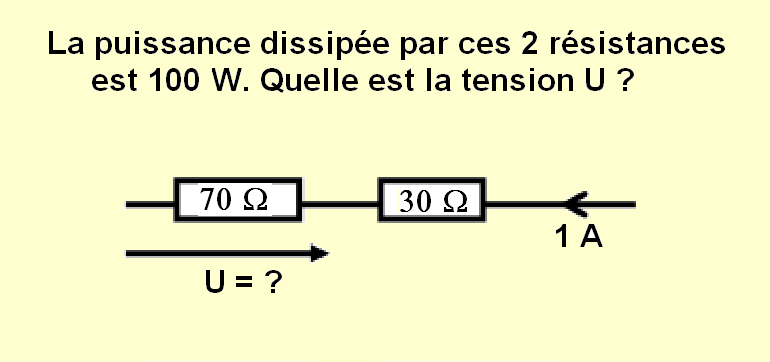 La puissance dissipée par ces 2 résistances
est 100 W. Quelle est la tension U ?
70 Ω
30 Ω
1 A
U = ?